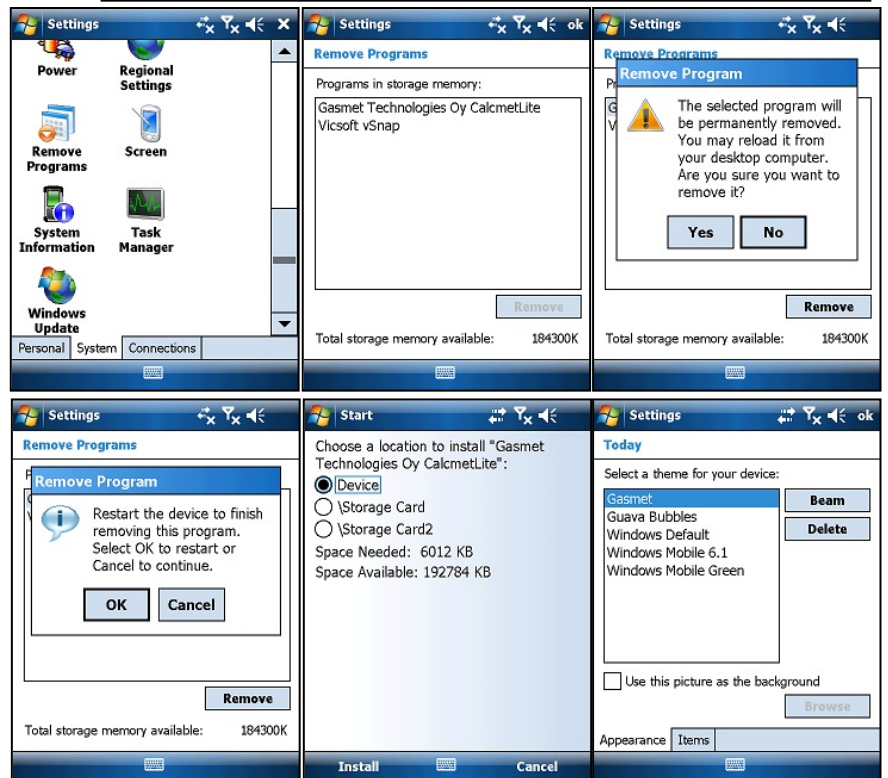 Settings
Power
Regional
Settings
Remove
Programs
Screen
System
Information
Task
Manager
Windows
Update
Personal System Connections
Settings ok
Remove Programs
Programs in storage memory:
Gasmet Technologies Oy CalcmetLite
Vicsoft vSnap
Remove
Total storage memory available: 184300K
Settings
Remove Programs
Remove Program
The selected program will
be permanently removed.
You may reload it from
your desktop computer.
Are you sure you want to
remove it?
Yes No
Remove
Total storage memory available: 184300K
Settings
Remove Programs
Remove Program
Restart the device to finish
removing this program.
Select OK to restart or
Cancel to continue.
OK Cancel
Remove
Total storage memory available: 184300K
Start
Choose a location to install "Gasmet
Technologies Oy CalcmetLite":
Device
\Storage Card
\Storage Card2
Space Needed: 6012 KB
Space Available: 192784 KB
Install Cancel
Settings ok
Today
Select a theme for your device:
Gasmet
Guava Bubbles
Windows Default
Windows Mobile 6.1
Windows Mobile Green
Beam
Delete
Use this picture as the background
Browse
Appearance Items